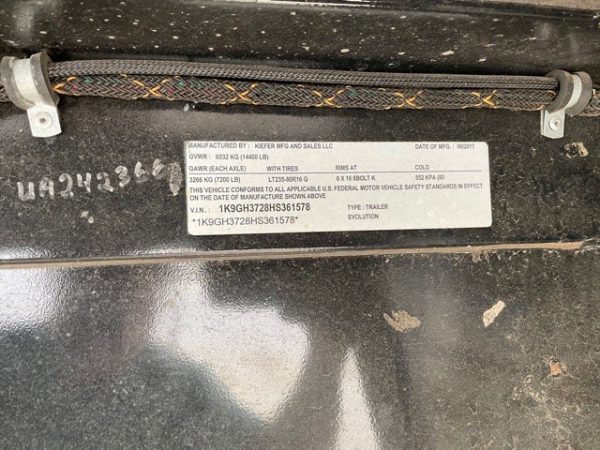 MANUFACTURED BY : KIEFER MFG AND SALES LLC DATE OF MFG. : 06/2017
GVWR : 6532 KG (14400 LB)
GAWR (EACH AXLE) WITH TIRES RIMS AT COLD
3266 KG (7200 LB) LT235-80R16 G 6 X 16 8BOLT K 552 KPA (80
THIS VEHICLE CONFORMS TO ALL APPLICABLE U.S. FEDERAL MOTOR VEHICLE SAFETY STANDARDS IN EFFECT
ON THE DATE OF MANUFACTURE SHOWN ABOVE
V.I.N. : 1K9GH3728HS361578 TYPE : TRAILER
*1K9GH3728HS361578* EVOLUTION :